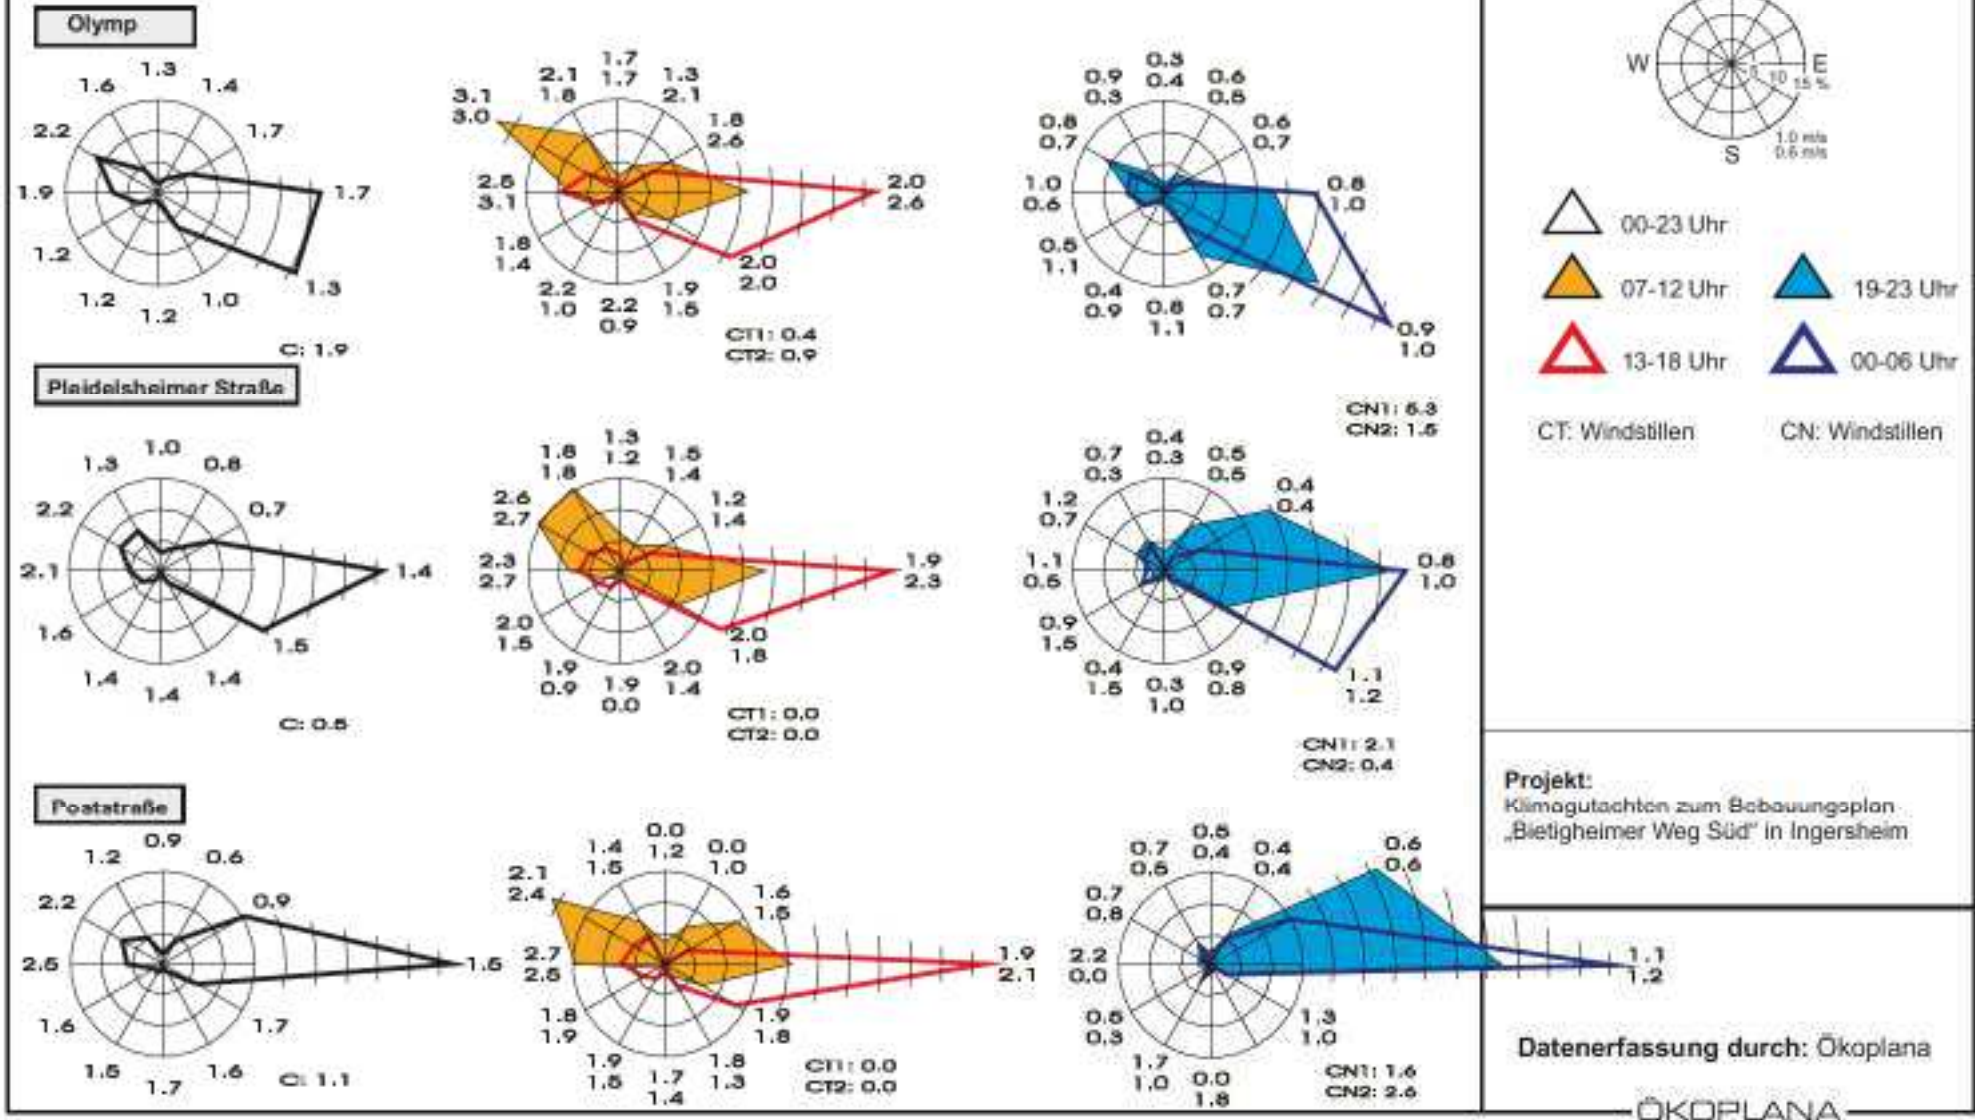 Olymp
1.3
1.6 1.4
2.2 1.7
1.9 1.7
1.2 1.3
1.2 1.0
1.2
C: 1.9
1.7
2.1 1.7 1.3
3.1 1.8 2.1
3.0 1.8
2.6
2.5 2.0
3.1 2.6
1.8 2.0
1.4 2.0
2.2 2.2 1.9
1.0 0.9 1.5
CT1: 0.4
CT2: 0.9
0.3
0.9 0.4 0.6
0.3 0.5
0.8 0.6
0.7 0.7
1.0 0.8
0.6 1.0
0.5
1.1
0.4 0.8 0.7
0.9 1.1 0.7
0.9
1.0
CN1: 5.3
CN2: 1.5
Pleidelsheimer Straße
1.0
1.3 0.8
2.2 0.7
2.1 1.4
1.6 1.5
1.4 1.4
1.4
C: 0.5
1.8 1.3 1.5
1.8 1.2 1.4
2.6 1.2
2.7 1.4
2.3 1.9
2.7 2.3
2.0 2.0
1.5 1.8
1.9 1.9 2.0
0.9 0.0 1.4
CT1: 0.0
CT2: 0.0
0.7 0.4 0.5
0.3 0.3 0.5
1.2 0.4
0.7 0.4
1.1 0.8
0.5 1.0
0.9 1.1
1.5 1.2
0.4 0.3 0.9
1.5 1.0 0.8
CN1: 2.1
CN2: 0.4
Poststraße
0.9
1.2 0.6
2.2 0.9
2.5 1.5
1.6 1.7
1.5 1.6
1.7
C: 1.1
0.0
1.4 1.2 0.0
1.5 1.0
2.1 1.6
2.4 1.5
2.7 1.9
2.5 2.1
1.8 1.9
1.9 1.8
1.9 1.7 1.8
1.5 1.4 1.3
CT1: 0.0
CT2: 0.0
0.5
0.7 0.4 0.4
0.5 0.4
0.7 0.6
0.8 0.6
2.2 1.1
0.0 1.2
0.5 1.3
0.3 1.0
1.7 0.0
1.0 1.8
CN1: 1.6
CN2: 2.6
W E
5 10 15 %
S
1.0 m/s
0.6 m/s
00-23 Uhr
07-12 Uhr 19-23 Uhr
13-18 Uhr 00-06 Uhr
CT: Windstillen CN: Windstillen
Projekt:
Klimagutachten zum Bebauungsplan
„Bietigheimer Weg Süd“ in Ingersheim
Datenerfassung durch: Ökoplana
ÖKOPLANA